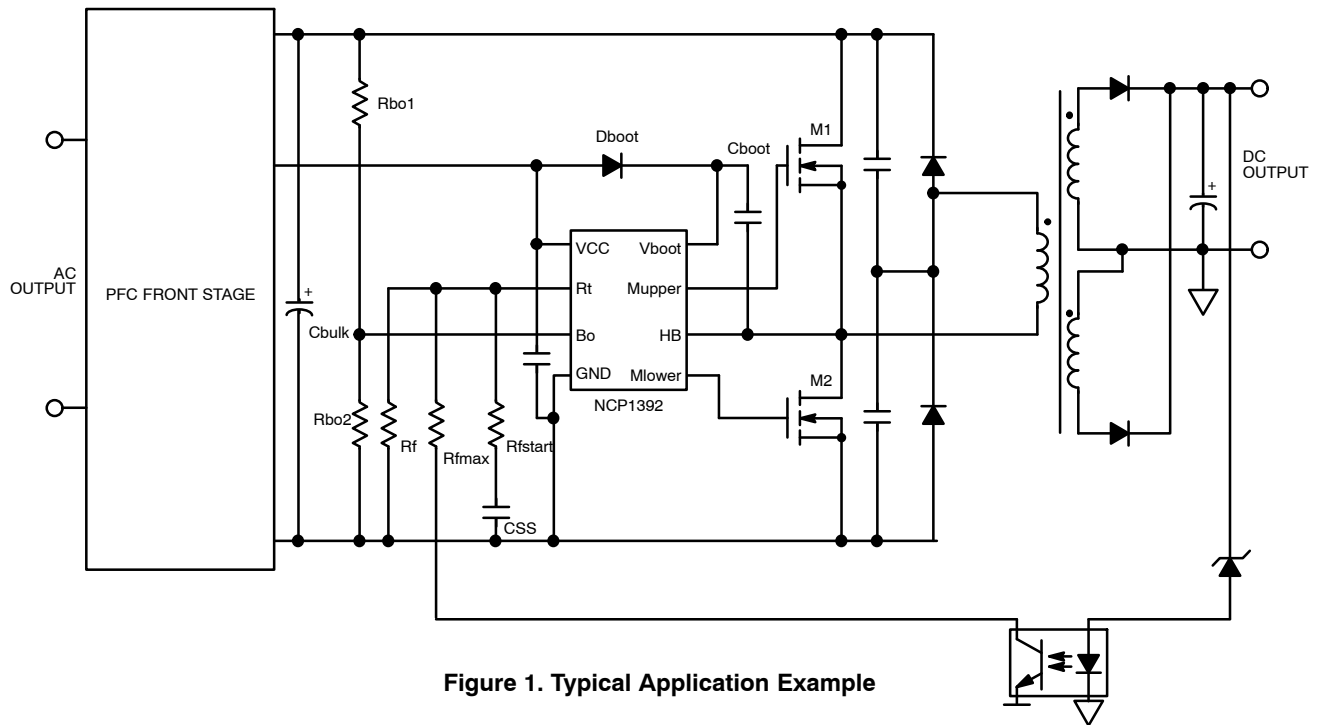 Rbo1
M1
Dboot
Cboot
+
DC
OUTPUT
VCC
Vboot
AC
OUTPUT
PFC FRONT STAGE
+
Rt
Mupper
Cbulk
Bo
HB
GND
Mlower
M2
NCP1392
Rbo2
Rf
Rfmax
Rfstart
CSS
Figure 1. Typical Application Example